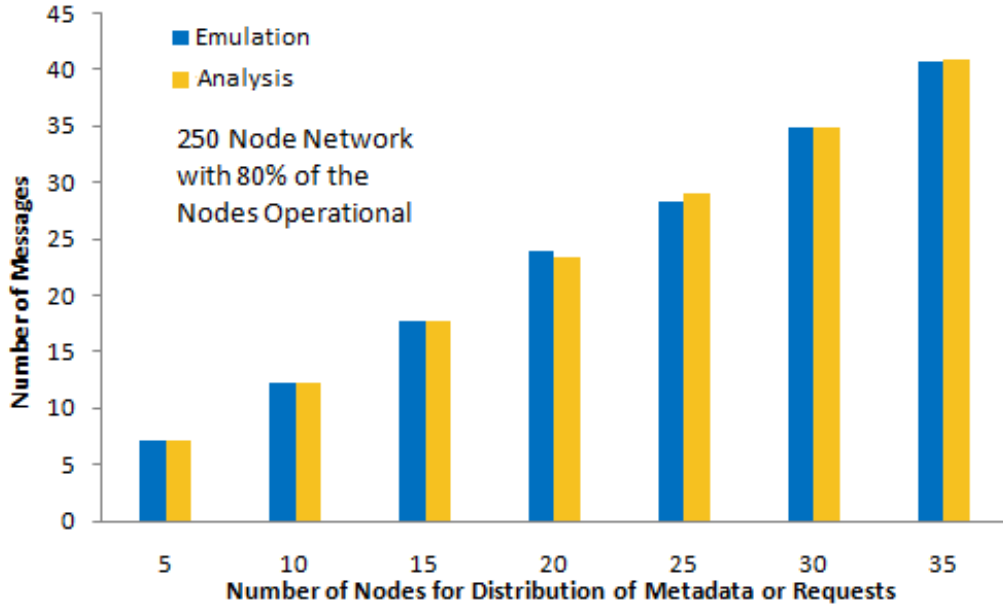 45
40
35
30
25
20
15
10
5
0
Number of Messages
Emulation
Analysis
250 Node Network
with 80% of the
Nodes Operational
5 10 15 20 25 30 35
Number of Nodes for Distribution of Metadata or Requests